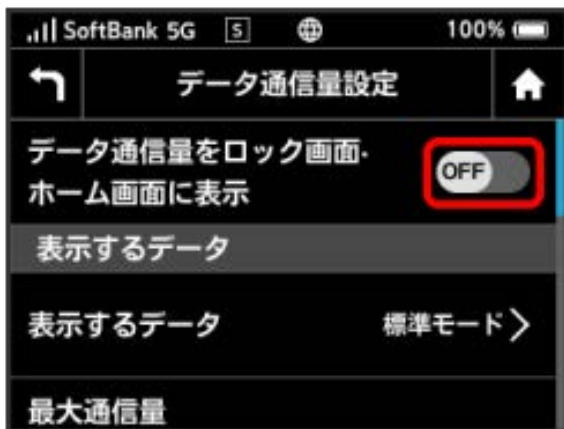 SoftBank 5G S 100%
データ通信量設定
データ通信量をロック画面・
ホーム画面に表示
OFF
表示するデータ
表示するデータ 標準モード
最大通信量